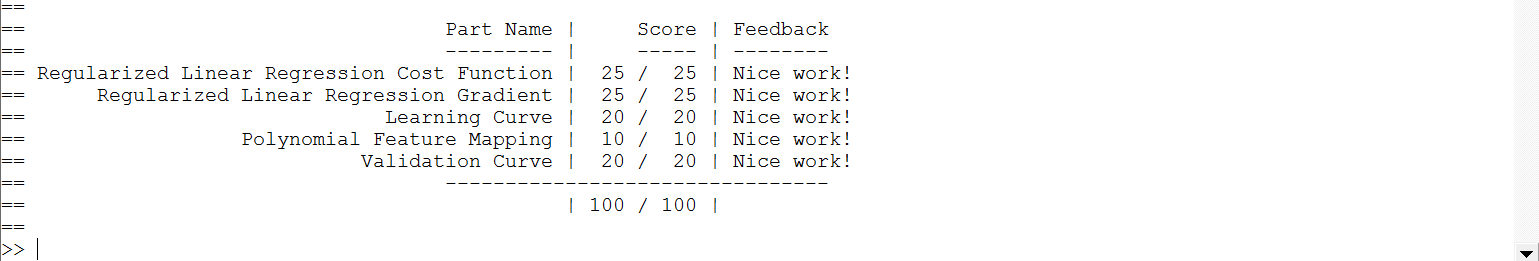 ==
== Part Name | Score | Feedback
== --------- | ----- | --------
== Regularized Linear Regression Cost Function | 25 / 25 | Nice work!
== Regularized Linear Regression Gradient | 25 / 25 | Nice work!
== Learning Curve | 20 / 20 | Nice work!
== Polynomial Feature Mapping | 10 / 10 | Nice work!
== Validation Curve | 20 / 20 | Nice work!
== --------------------------------
== | 100 / 100 |
==
>>